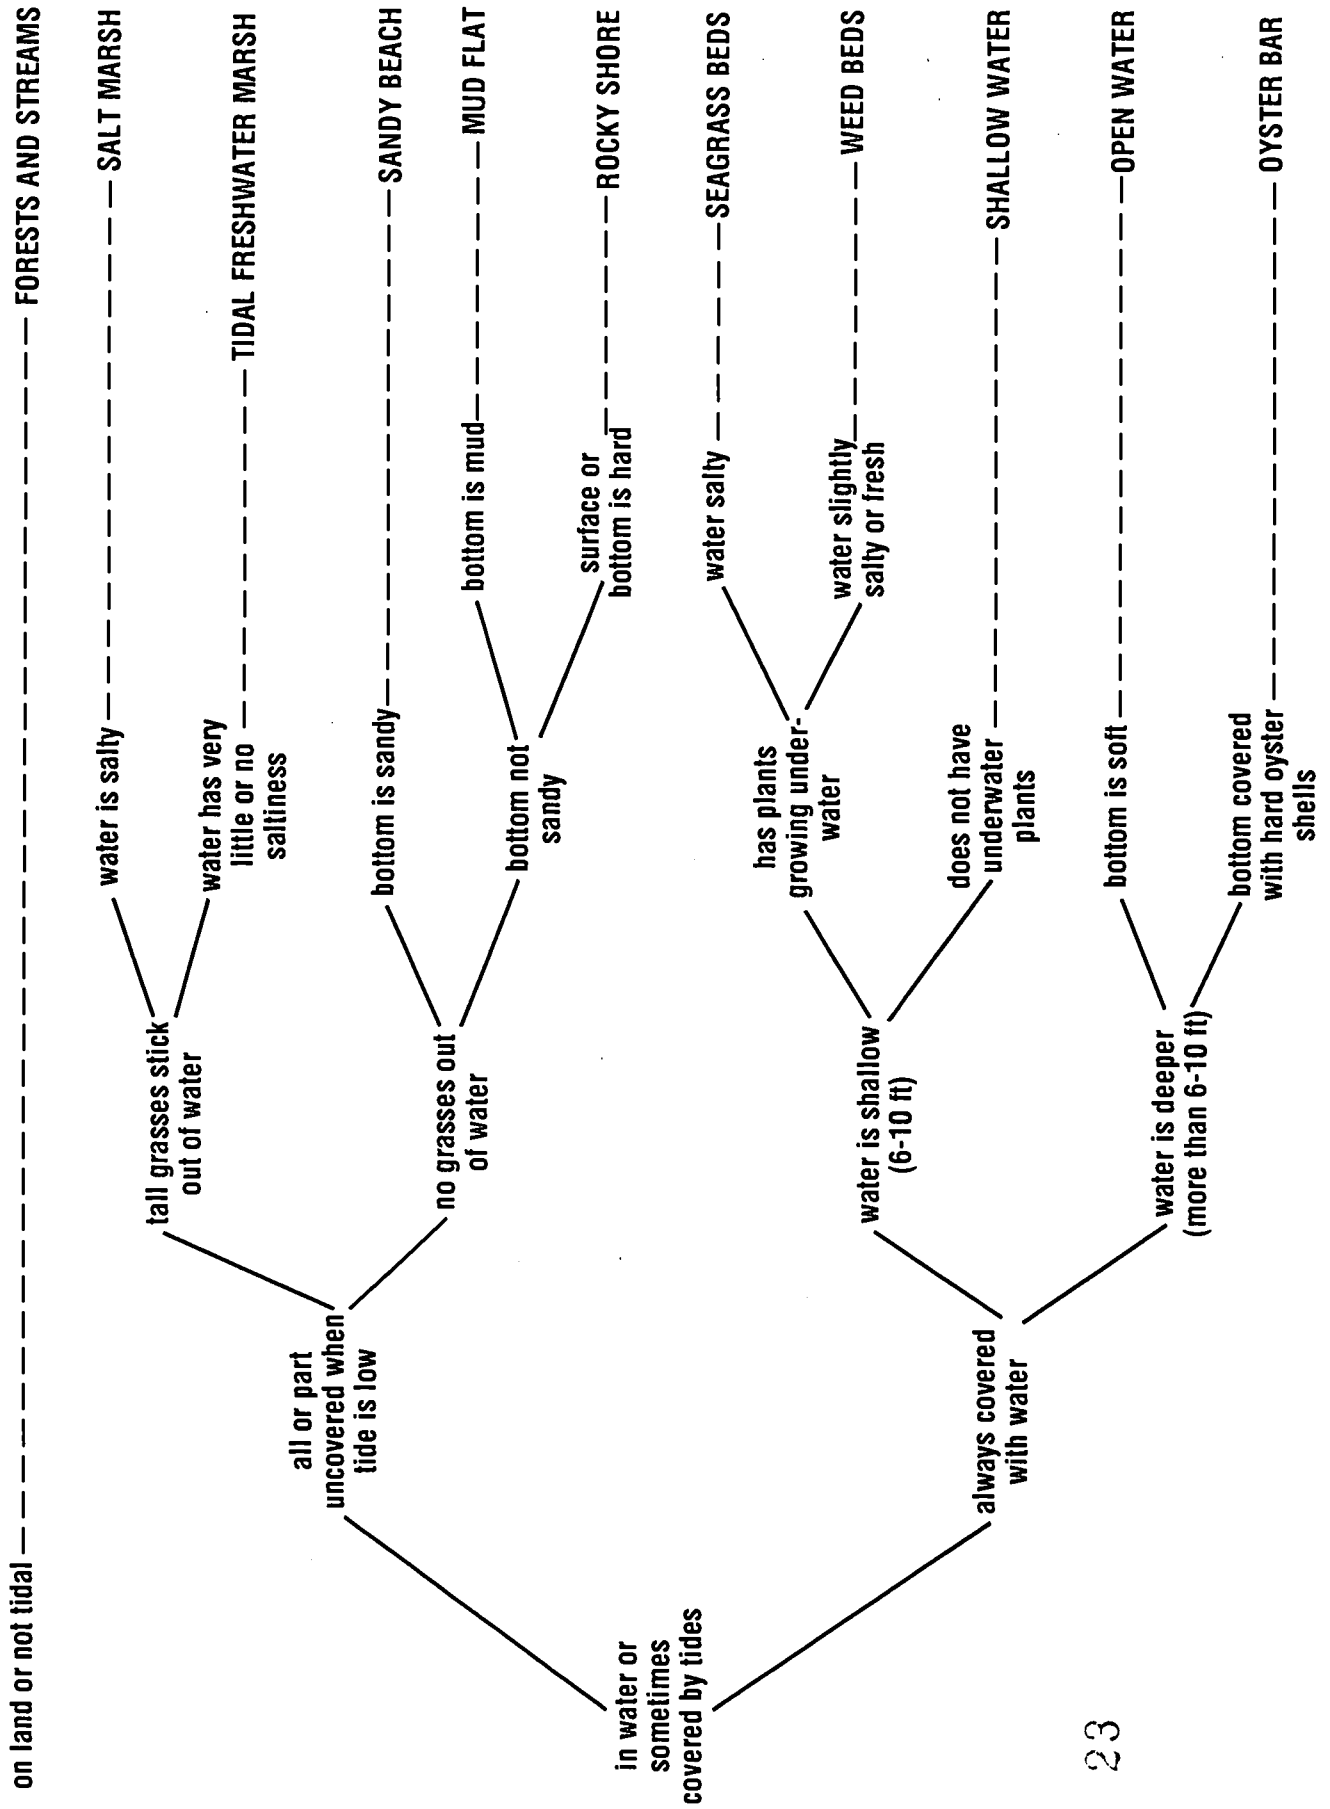 on land or not tidal
FORESTS AND STREAMS
in water or
sometimes
covered by tides
all or part
uncovered when
tide is low
tall grasses stick
out of water
water is salty
SALT MARSH
water has very
little or no
saltiness
TIDAL FRESHWATER MARSH
no grasses out
of water
bottom is sandy
SANDY BEACH
bottom not
sandy
bottom is mud
MUD FLAT
surface or
bottom is hard
ROCKY SHORE
always covered
with water
water is shallow
(6-10 ft)
has plants
growing under-
water
water salty
SEAGRASS BEDS
water slightly
salty or fresh
WEED BEDS
does not have
underwater
plants
SHALLOW WATER
water is deeper
(more than 6-10 ft)
bottom is soft
OPEN WATER
bottom covered
with hard oyster
shells
OYSTER BAR
23